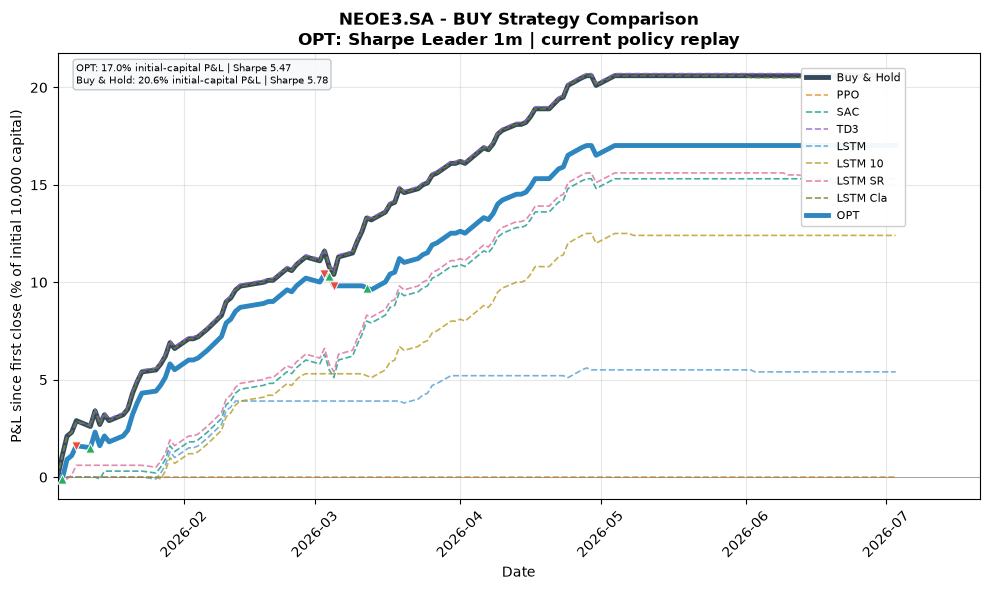 NEOE3.SA - BUY Strategy Comparison
OPT: Sharpe Leader 1m | current policy replay
OPT: 17.0% initial-capital P&L | Sharpe 5.47
Buy & Hold: 20.6% initial-capital P&L | Sharpe 5.78
Buy & Hold
PPO
SAC
TD3
LSTM
LSTM 10
LSTM SR
LSTM Cla
OPT
P&L since first close (% of initial 10,000 capital)
20
15
10
5
0
2026-02
2026-03
2026-04
2026-05
2026-06
2026-07
Date